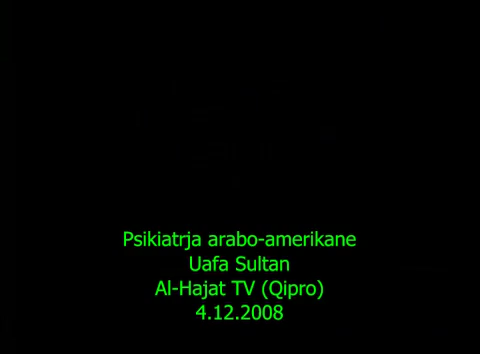 Psikiatrja arabo-amerikane
Uafa Sultan
Al-Hajat TV (Qipro)
4.12.2008